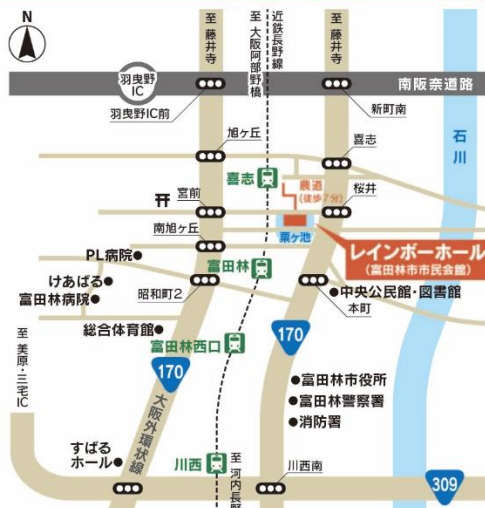 N
至 藤井寺
近鉄長野線
至 大阪阿部野橋
至 藤井寺
羽曳野
IC
南阪奈道路
羽曳野IC前
新町南
旭ヶ丘
喜志
石川
喜志
農道
(徒歩7分)
宮前
桜井
粟ヶ池
南旭ヶ丘
レインボーホール
(富田林市市民会館)
PL病院
富田林
けあぱる
富田林病院
昭和町2
中央公民館・図書館
本町
総合体育館
富田林西口
至 美原・三宅IC
170
170
大阪外環状線
富田林市役所
富田林警察署
消防署
すばる
ホール
川西
至 河内長野
川西南
309